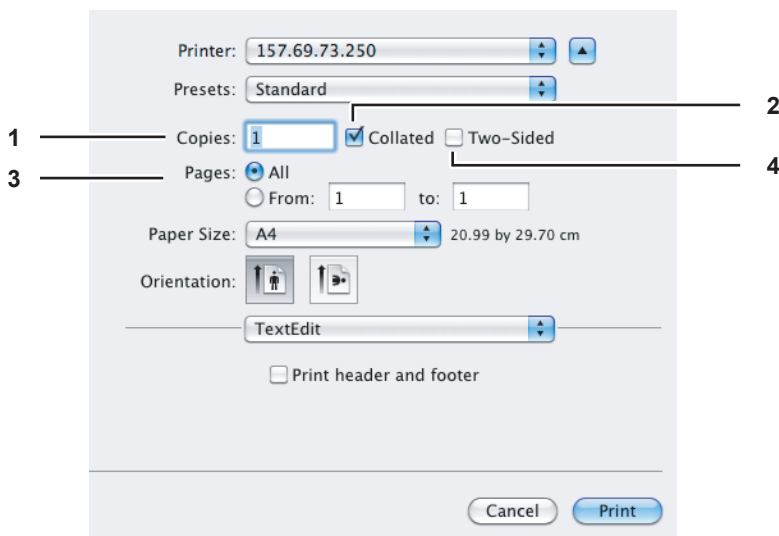 Printer: 157.69.73.250
Presets: Standard
2
1 Copies: 1 Collated Two-Sided
4
3 Pages: All
From: 1 to: 1
Paper Size: A4 20.99 by 29.70 cm
Orientation:
TextEdit
Print header and footer
Cancel Print